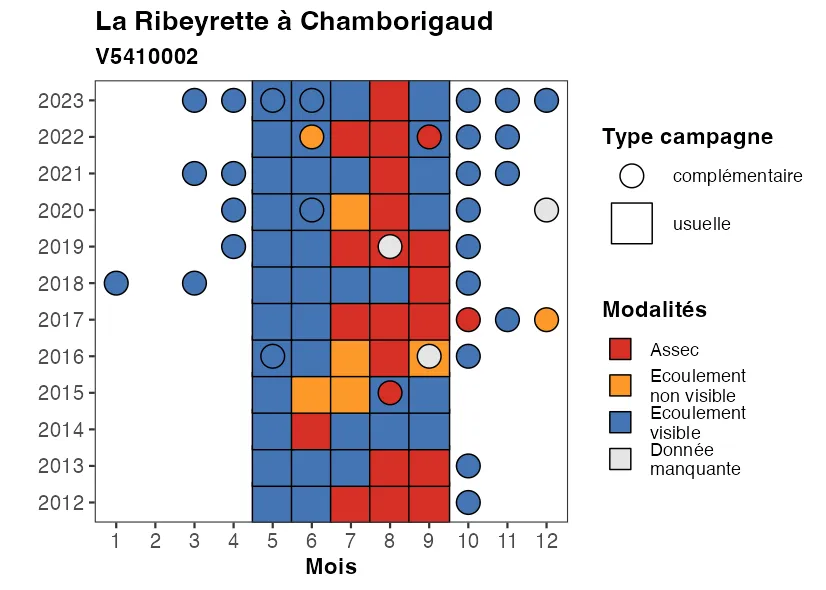 La Ribeyrette à Chamborigaud
V5410002
2023
2022
2021
2020
2019
2018
2017
2016
2015
2014
2013
2012
1 2 3 4 5 6 7 8 9 10 11 12
Mois
Type campagne
complémentaire
usuelle
Modalités
Assec
Ecoulement
non visible
Ecoulement
visible
Donnée
manquante